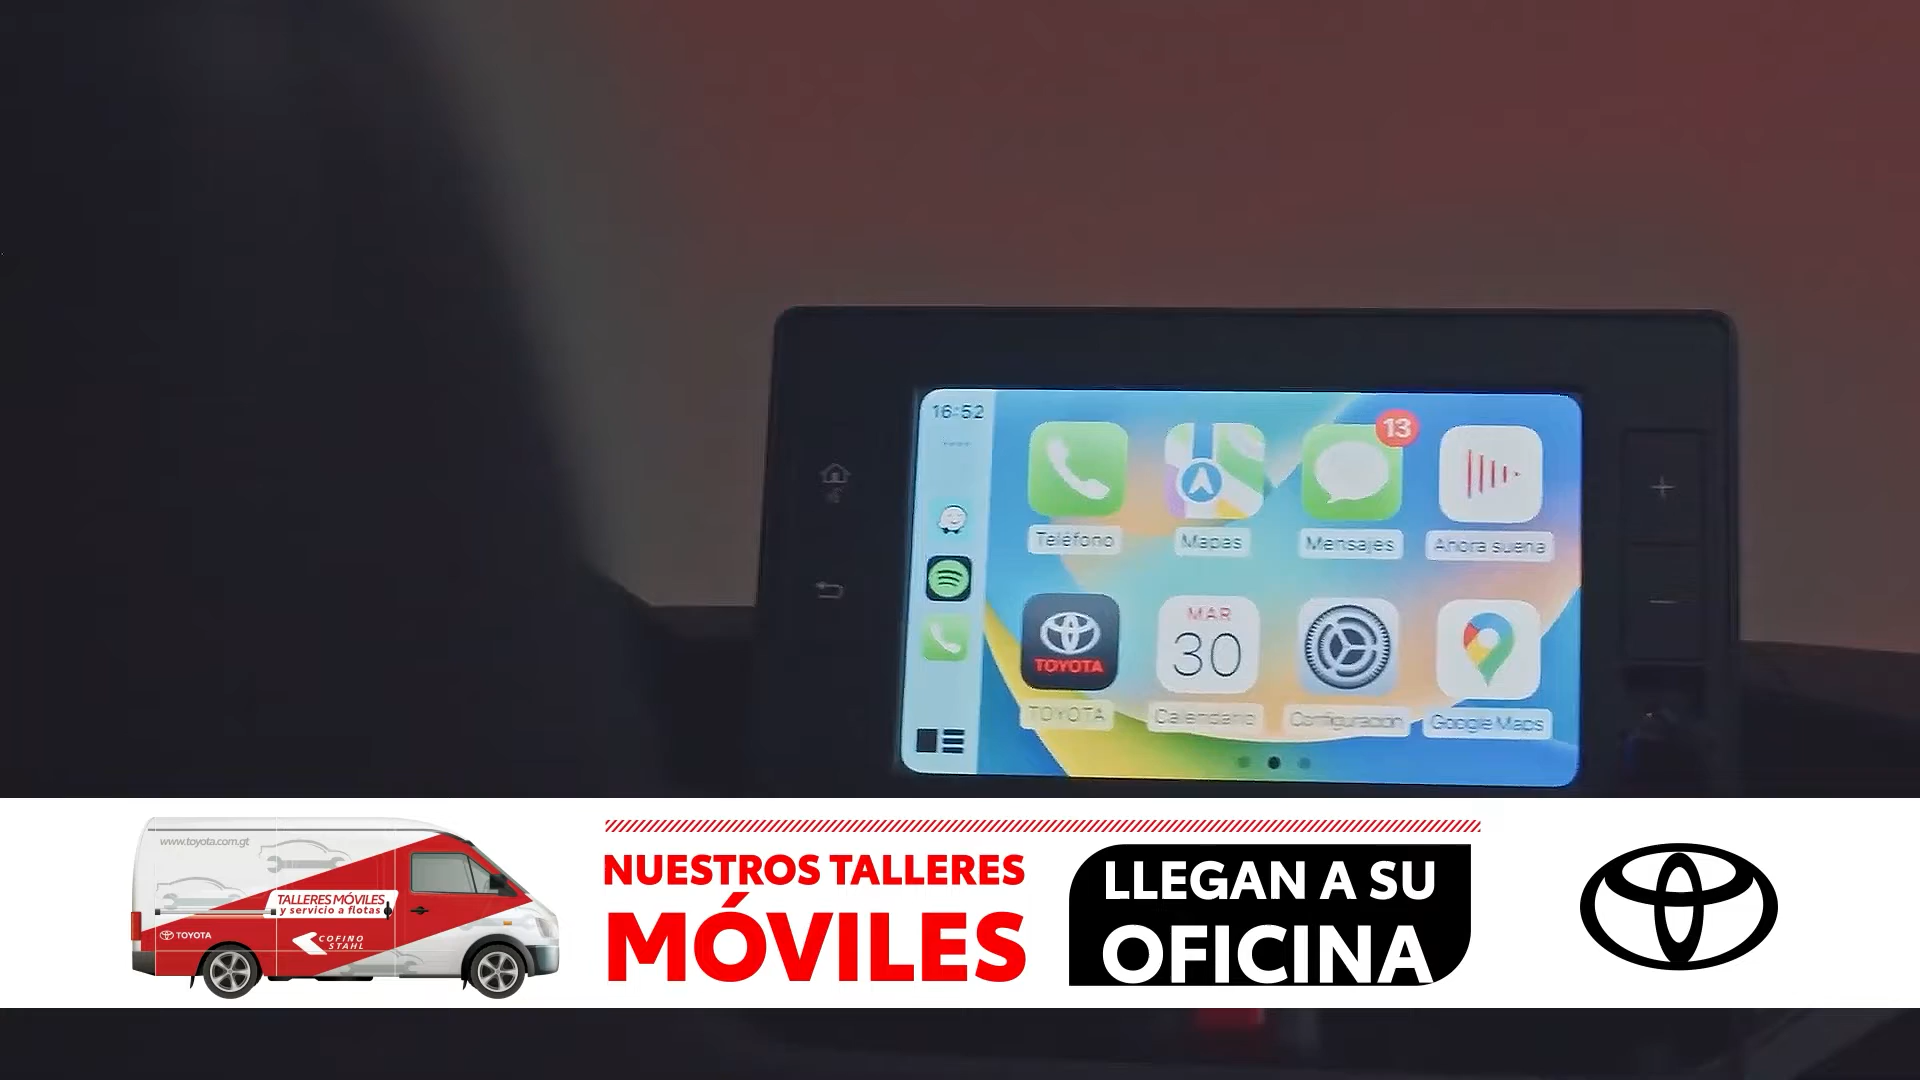 16:52
13
Teléfono
Mapas
Mensajes
Ahora suena
TOYOTA
MAR
30
TOYOTA
Calendario
Configuración
Google Maps
www.toyota.com.gt
TALLERES MÓVILES
y servicio a flotas
TOYOTA
COFINO
STAHL
NUESTROS TALLERES
MÓVILES
LLEGAN A SU
OFICINA